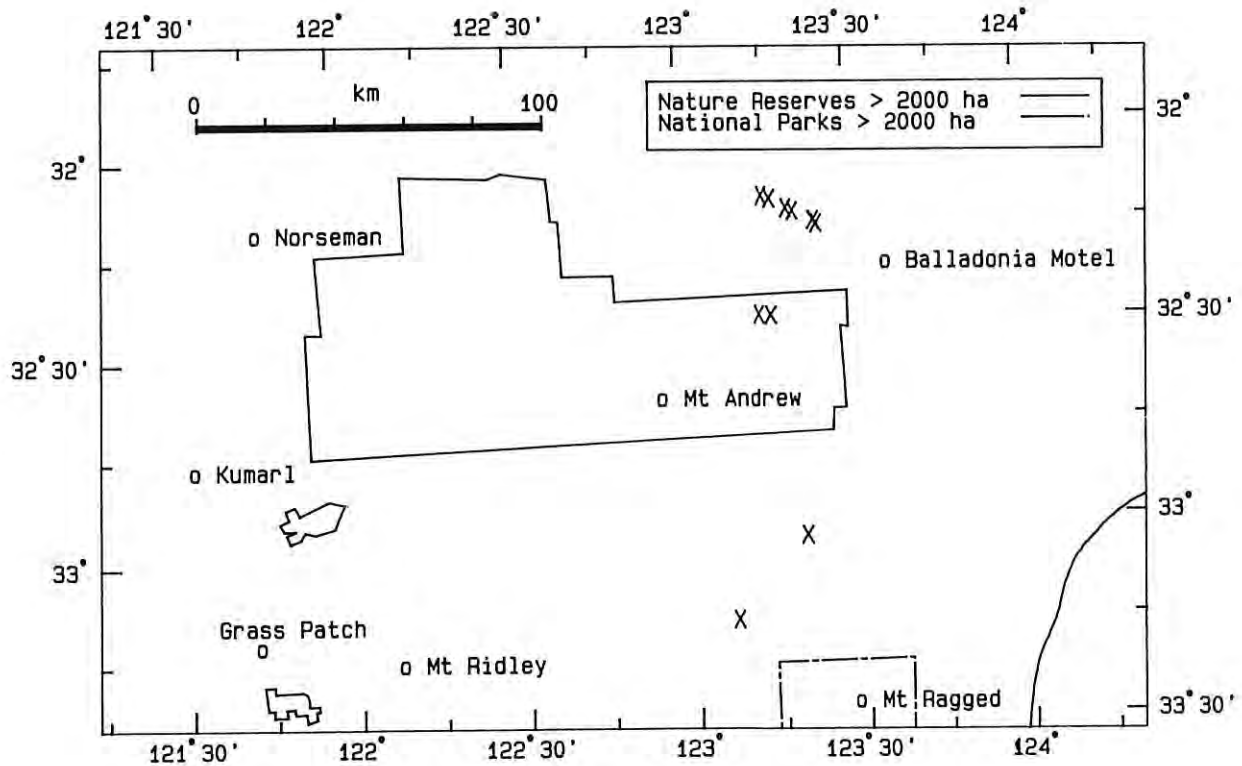 121° 30' 122° 122° 30' 123° 123° 30' 124°
km
0 100
Nature Reserves > 2000 ha
National Parks > 2000 ha
32°
32°
X X X X X X
o Norseman
o Balladonia Motel
32° 30'
X X
32° 30'
o Mt Andrew
o Kumarl
33°
X
33°
Grass Patch
X
o Mt Ridley
o Mt Ragged
33° 30'
121° 30' 122° 122° 30' 123° 123° 30' 124°